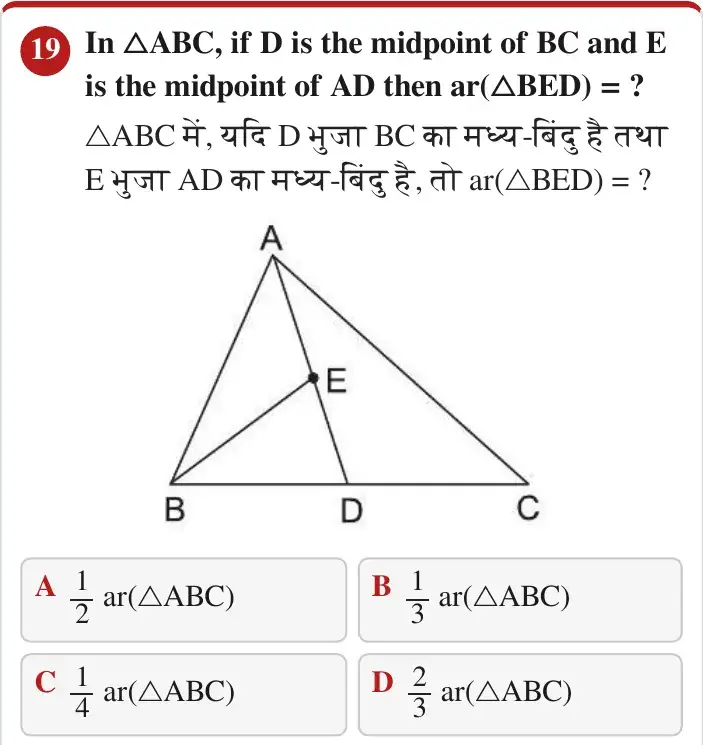 19 In △ABC, if D is the midpoint of BC and E
is the midpoint of AD then ar(△BED) = ?
△ABC में, यदि D भुजा BC का मध्य-बिंदु है तथा
E भुजा AD का मध्य-बिंदु है, तो ar(△BED) = ?
A
E
B D C
A 1/2 ar(△ABC) B 1/3 ar(△ABC)
C 1/4 ar(△ABC) D 2/3 ar(△ABC)